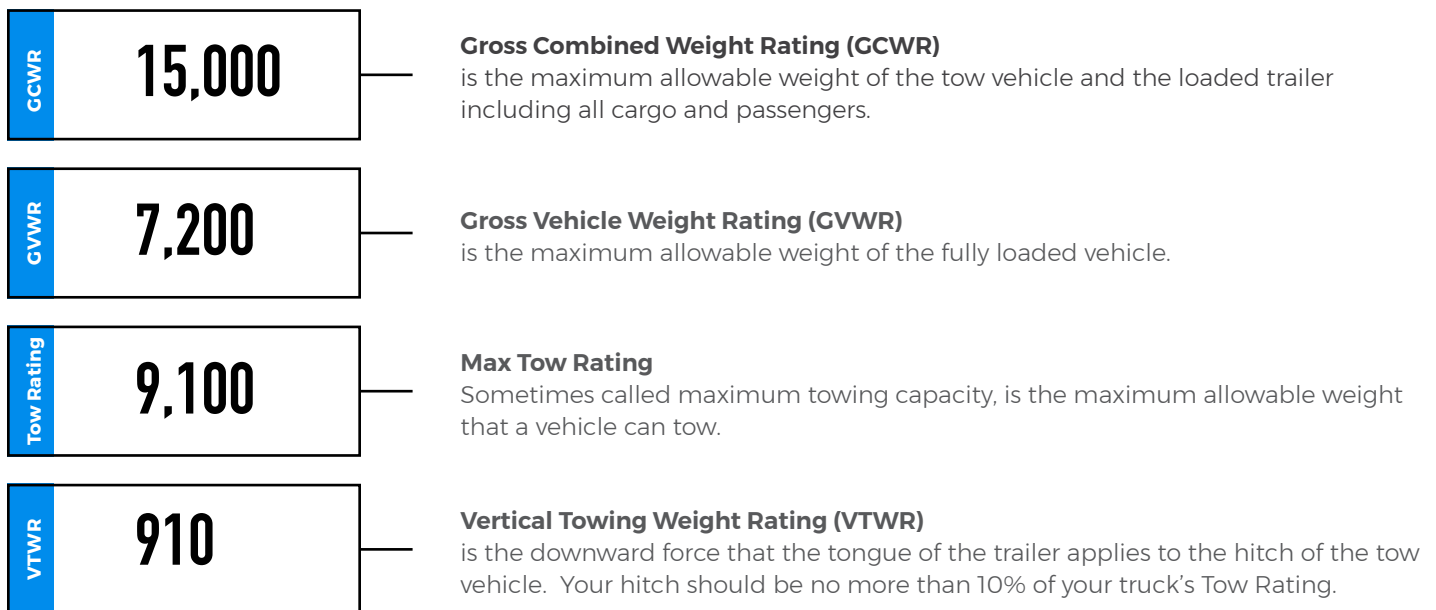 GCWR
15,000
Gross Combined Weight Rating (GCWR)
is the maximum allowable weight of the tow vehicle and the loaded trailer
including all cargo and passengers.
GVWR
7,200
Gross Vehicle Weight Rating (GVWR)
is the maximum allowable weight of the fully loaded vehicle.
Tow Rating
9,100
Max Tow Rating
Sometimes called maximum towing capacity, is the maximum allowable weight
that a vehicle can tow.
VTWR
910
Vertical Towing Weight Rating (VTWR)
is the downward force that the tongue of the trailer applies to the hitch of the tow
vehicle.  Your hitch should be no more than 10% of your truck’s Tow Rating.